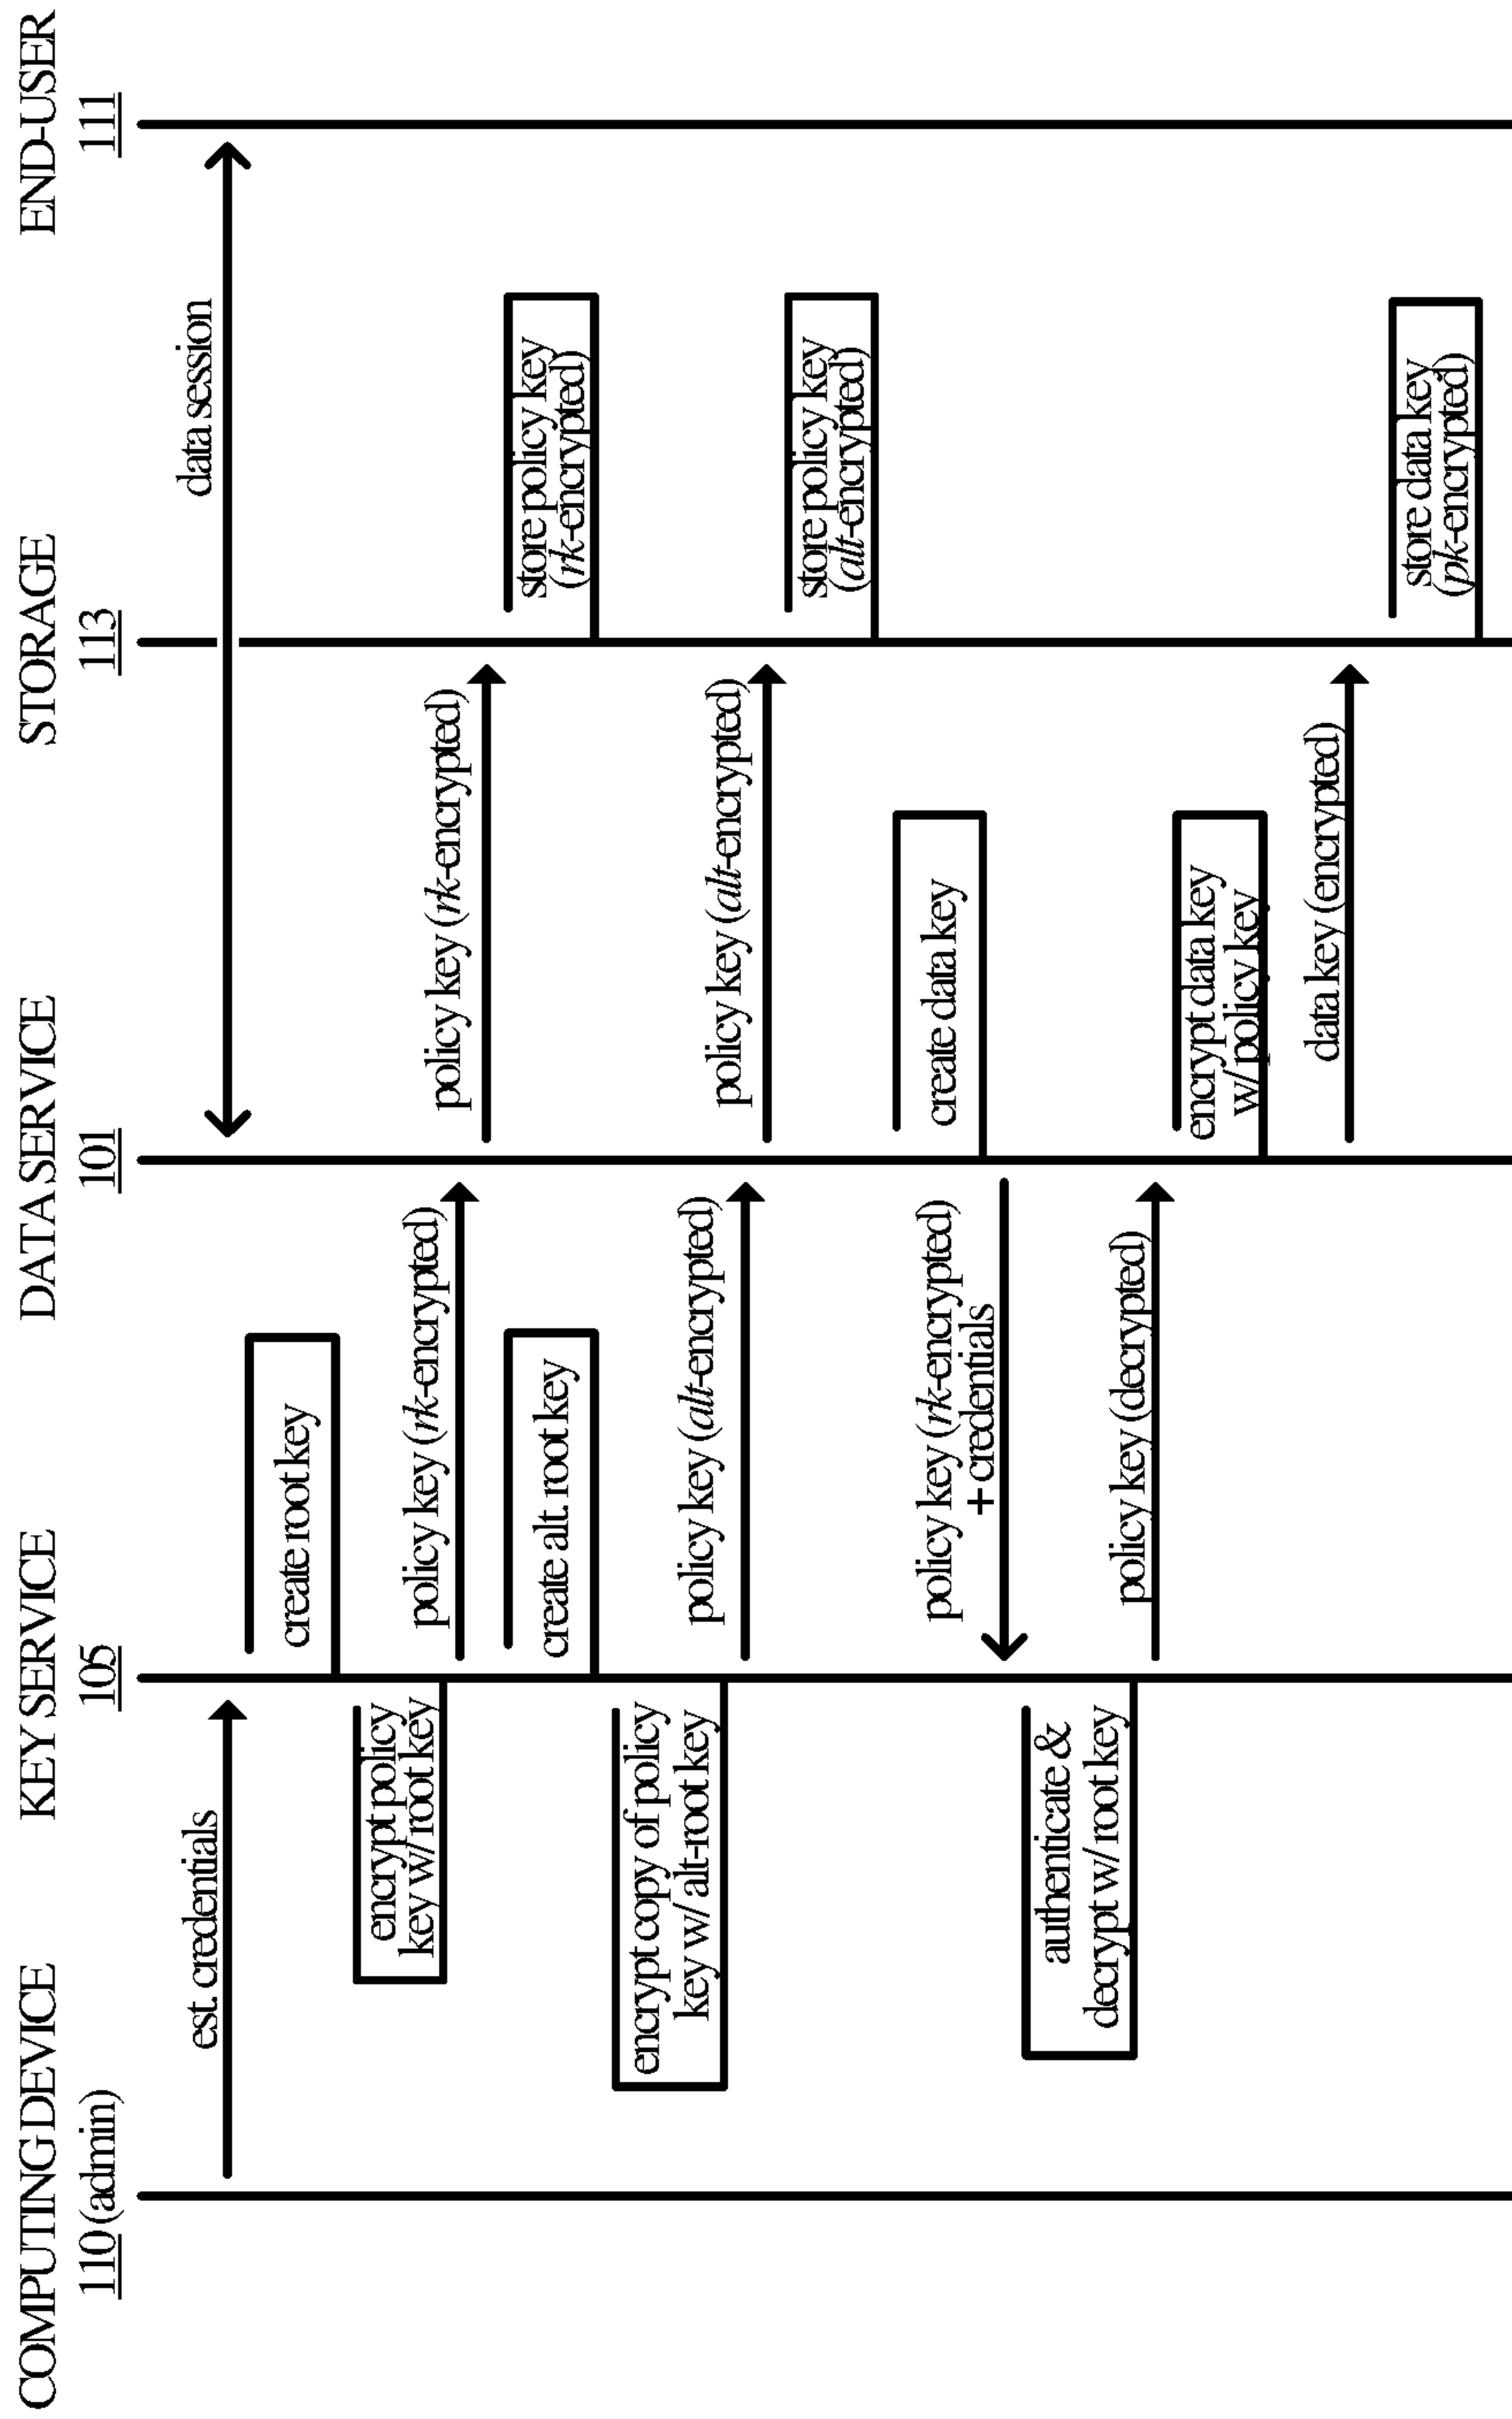 COMPUTING DEVICE
110 (admin)
KEY SERVICE
105
DATA SERVICE
101
STORAGE
113
END-USER
111
est. credentials
data session
create root key
encrypt policy
key w/ root key
policy key (rk-encrypted)
policy key (rk-encrypted)
store policy key
(rk-encrypted)
create alt. root key
encrypt copy of policy
key w/ alt-root key
policy key (alt-encrypted)
policy key (alt-encrypted)
store policy key
(alt-encrypted)
create data key
policy key (rk-encrypted)
+ credentials
authenticate &
decrypt w/ root key
policy key (decrypted)
encrypt data key
w/ policy key
data key (encrypted)
store data key
(pk-encrypted)